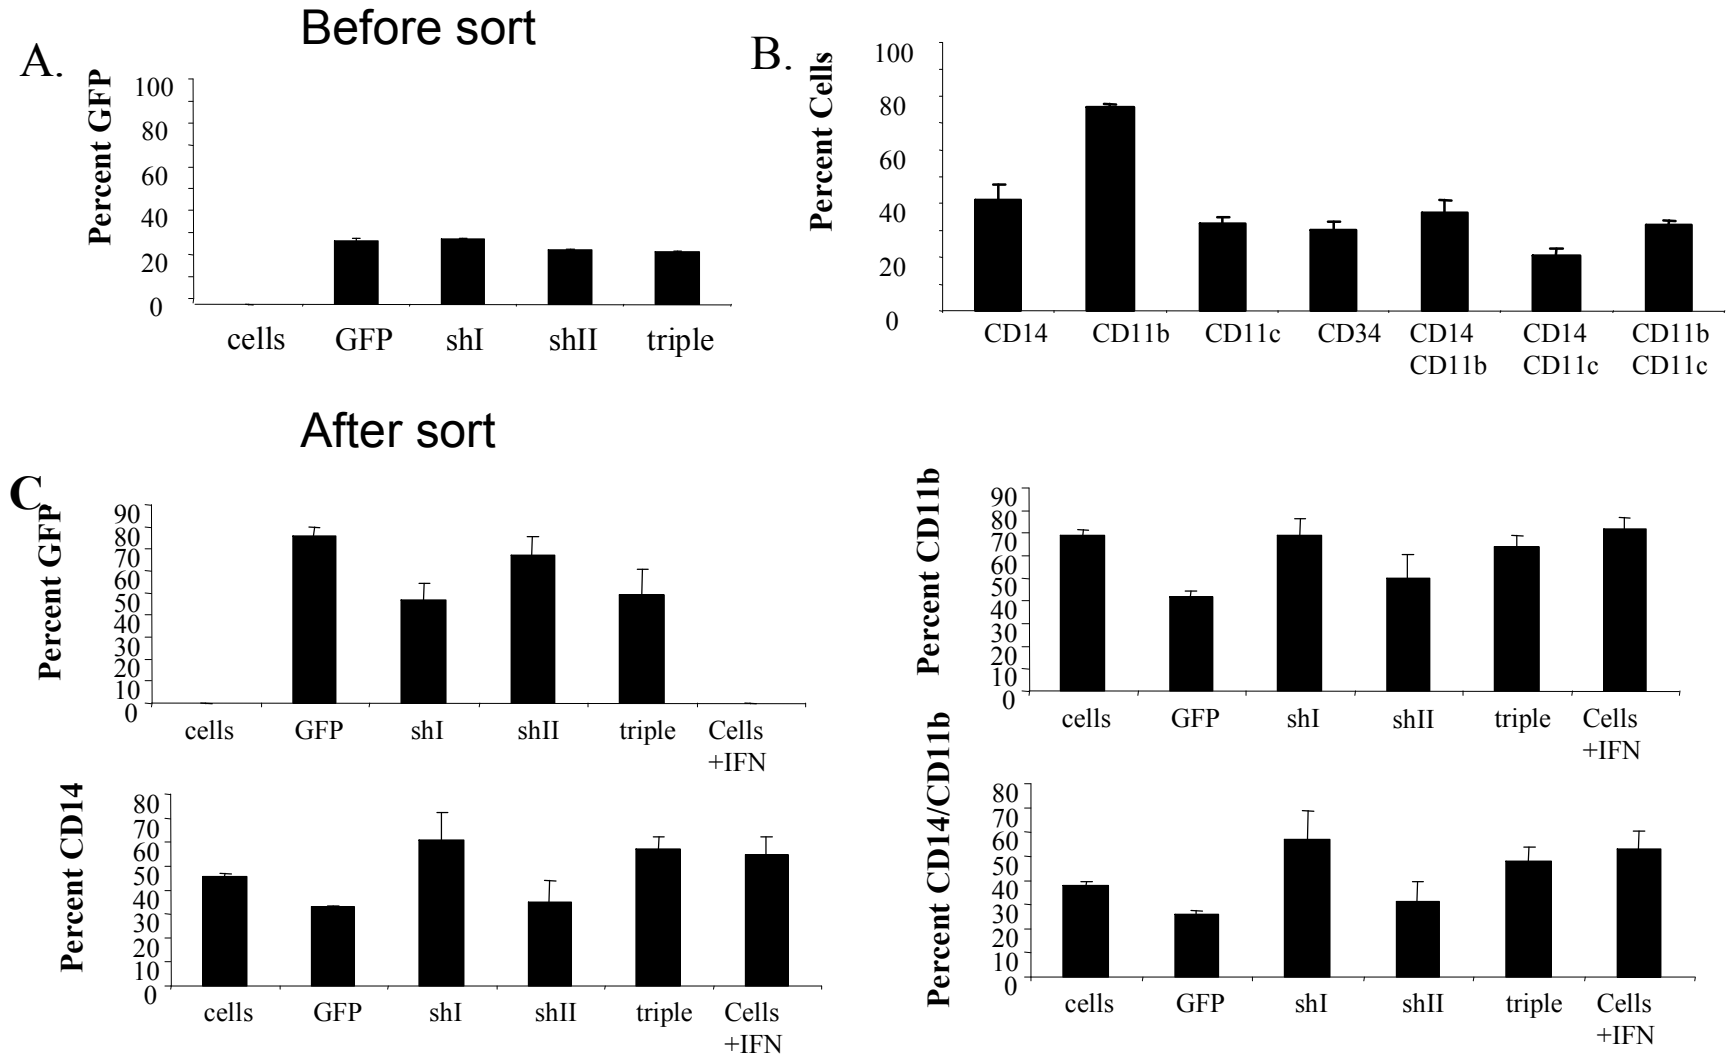 Before sort
A.
Percent GFP
100
80
60
40
20
0
cells GFP shI shII triple
B.
Percent Cells
100
80
60
40
20
0
CD14 CD11b CD11c CD34 CD14 CD14 CD11b
CD11b CD11c CD11c
After sort
C
Percent GFP
90
80
70
60
50
40
30
20
10
0
cells GFP shI shII triple Cells
+IFN
Percent CD11b
90
80
70
60
50
40
30
20
10
0
cells GFP shI shII triple Cells
+IFN
Percent CD14
80
70
60
50
40
30
20
10
0
cells GFP shI shII triple Cells
+IFN
Percent CD14/CD11b
80
70
60
50
40
30
20
10
0
cells GFP shI shII triple Cells
+IFN